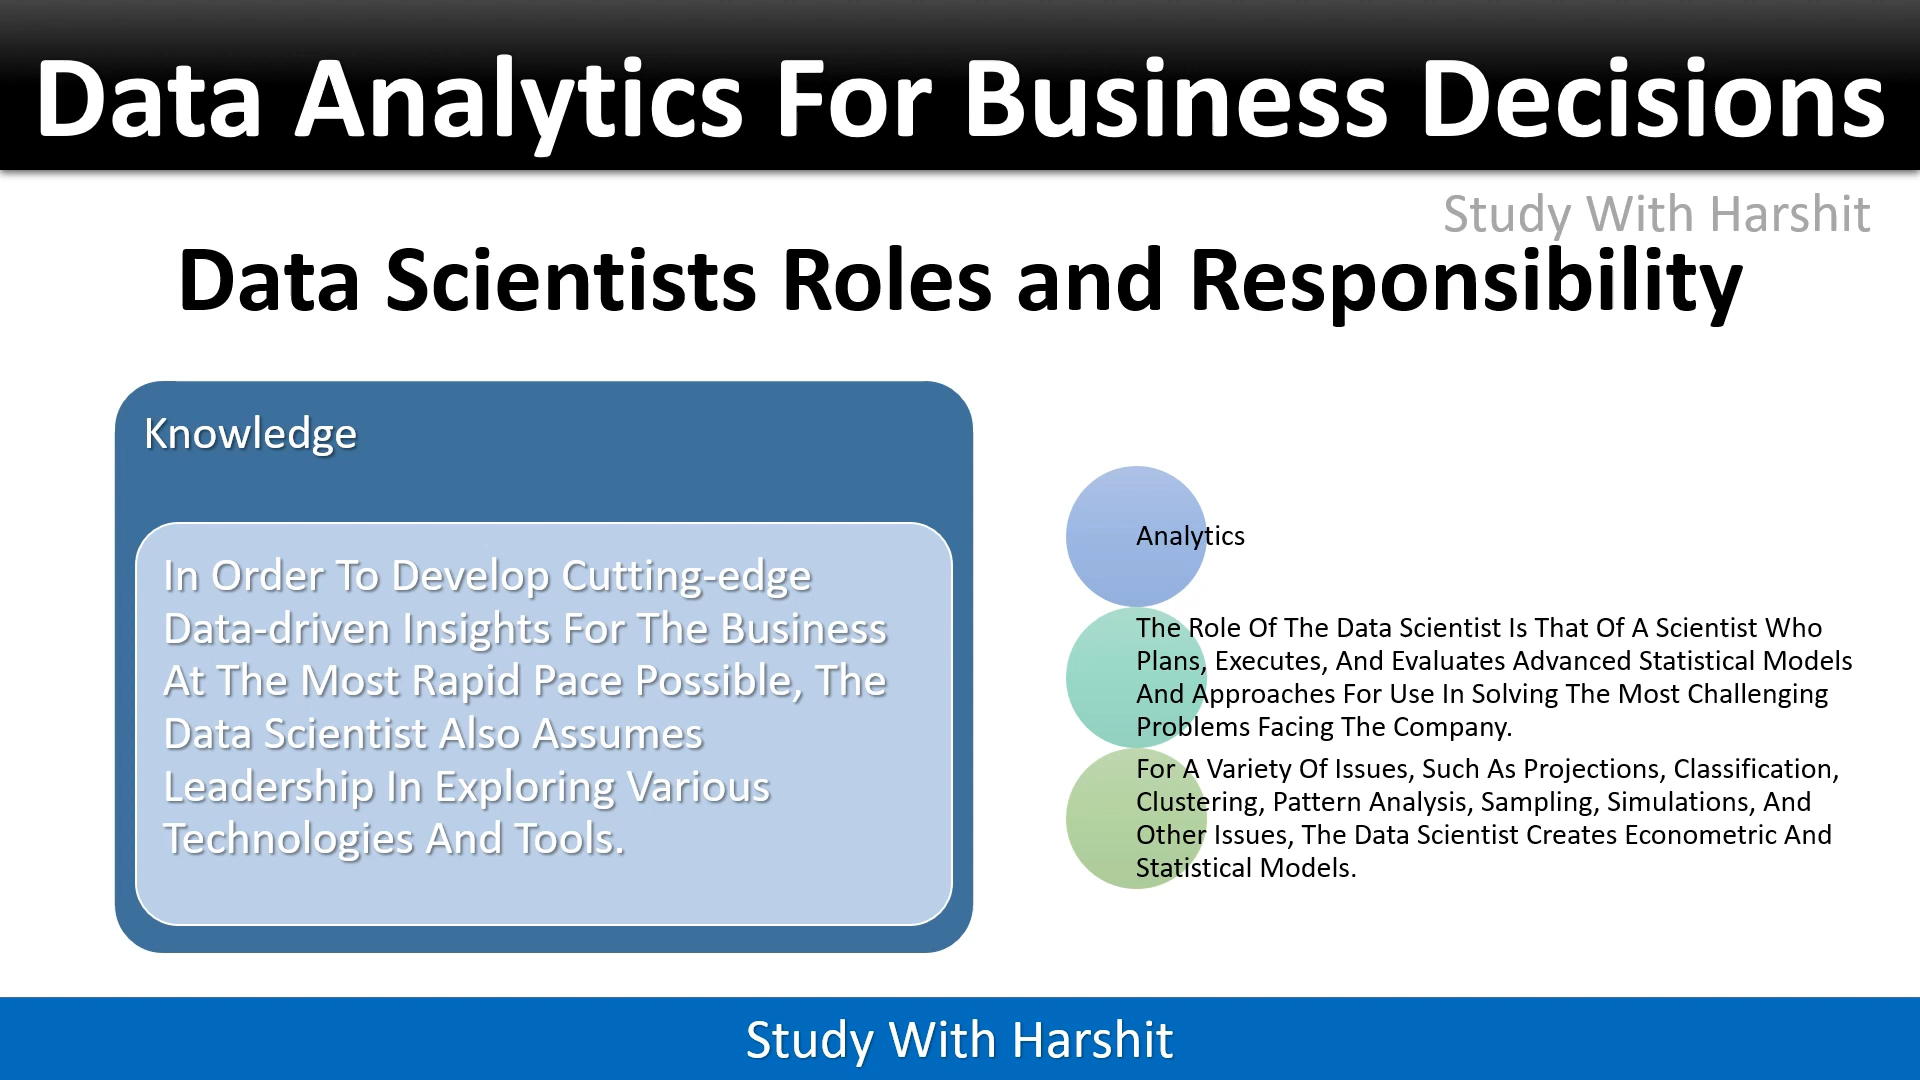 Data Analytics For Business Decisions
Study With Harshit
Data Scientists Roles and Responsibility
Knowledge
In Order To Develop Cutting-edge
Data-driven Insights For The Business
At The Most Rapid Pace Possible, The
Data Scientist Also Assumes
Leadership In Exploring Various
Technologies And Tools.
Analytics
The Role Of The Data Scientist Is That Of A Scientist Who
Plans, Executes, And Evaluates Advanced Statistical Models
And Approaches For Use In Solving The Most Challenging
Problems Facing The Company.
For A Variety Of Issues, Such As Projections, Classification,
Clustering, Pattern Analysis, Sampling, Simulations, And
Other Issues, The Data Scientist Creates Econometric And
Statistical Models.
Study With Harshit